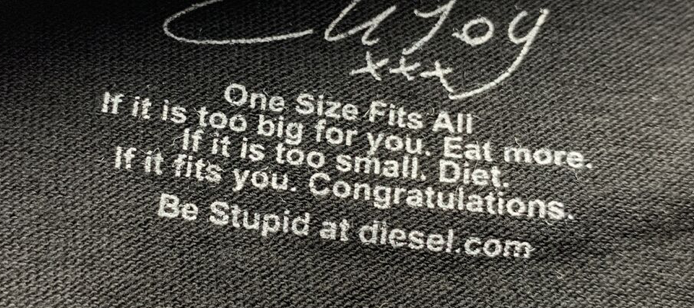 Enjoy
xxx
One Size Fits All
If it is too big for you. Eat more.
If it is too small. Diet.
If it fits you. Congratulations.
Be Stupid at diesel.com